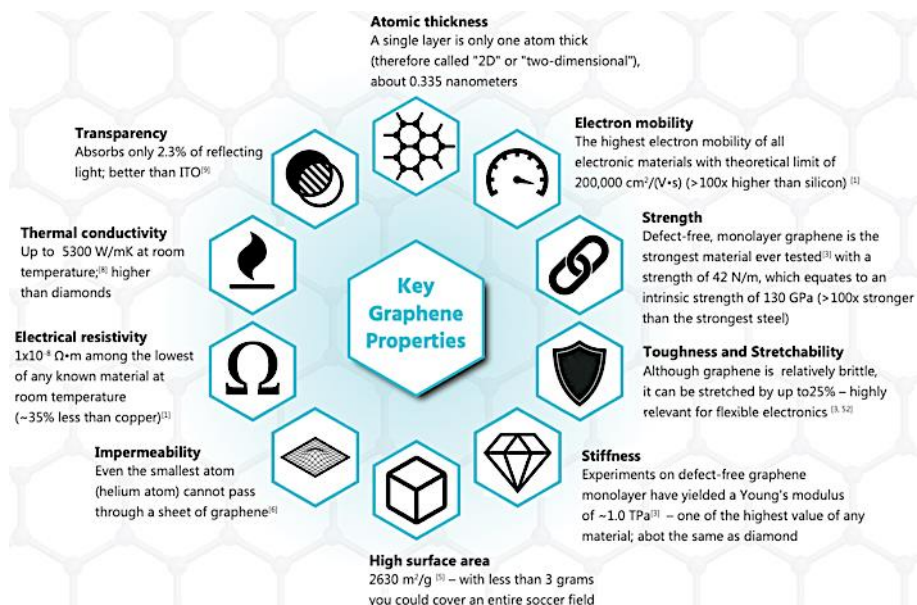 Atomic thickness
A single layer is only one atom thick
(therefore called "2D" or "two-dimensional"),
about 0.335 nanometers
Electron mobility
The highest electron mobility of all
electronic materials with theoretical limit of
200,000 cm²/(V•s) (>100x higher than silicon) [1]
Strength
Defect-free, monolayer graphene is the
strongest material ever tested[3] with a
strength of 42 N/m, which equates to an
intrinsic strength of 130 GPa (>100x stronger
than the strongest steel)
Toughness and Stretchability
Although graphene is relatively brittle,
it can be stretched by up to25% – highly
relevant for flexible electronics [3, 52]
Stiffness
Experiments on defect-free graphene
monolayer have yielded a Young's modulus
of ~1.0 TPa[3] – one of the highest value of any
material; abot the same as diamond
High surface area
2630 m²/g [5] – with less than 3 grams
you could cover an entire soccer field
Impermeability
Even the smallest atom
(helium atom) cannot pass
through a sheet of graphene[6]
Electrical resistivity
1x10⁻⁸ Ω•m among the lowest
of any known material at
room temperature
(~35% less than copper)[1]
Thermal conductivity
Up to 5300 W/mK at room
temperature;[8] higher
than diamonds
Transparency
Absorbs only 2.3% of reflecting
light; better than ITO[9]
Ω
Key
Graphene
Properties